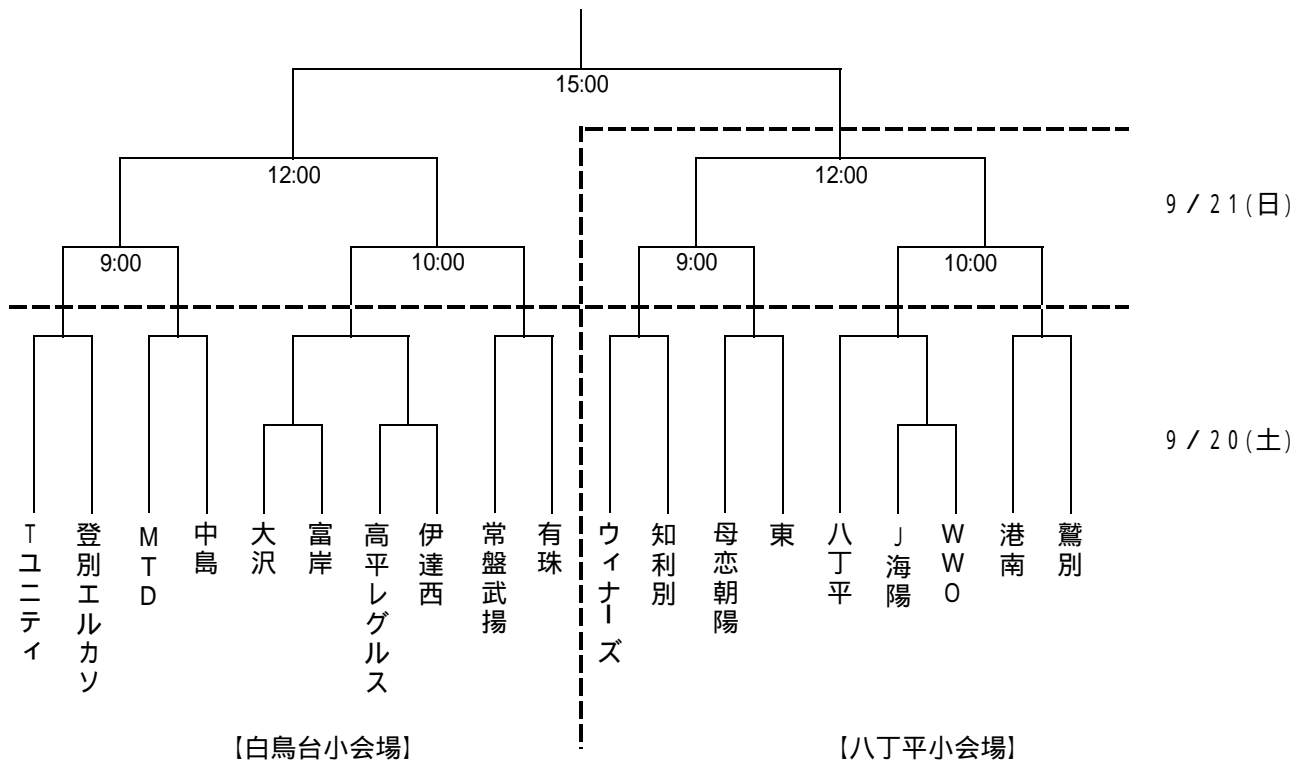 15:00
12:00
12:00
9/21(日)
9:00
10:00
9:00
10:00
9/20(土)
Tユニティ
登別エルカソ
MTD
中島
大沢
富岸
高平レグルス
伊達西
常盤武揚
有珠
ウィナーズ
知利別
母恋朝陽
東
八丁平
J海陽
WWO
港南
鷲別
【白鳥台小会場】
【八丁平小会場】